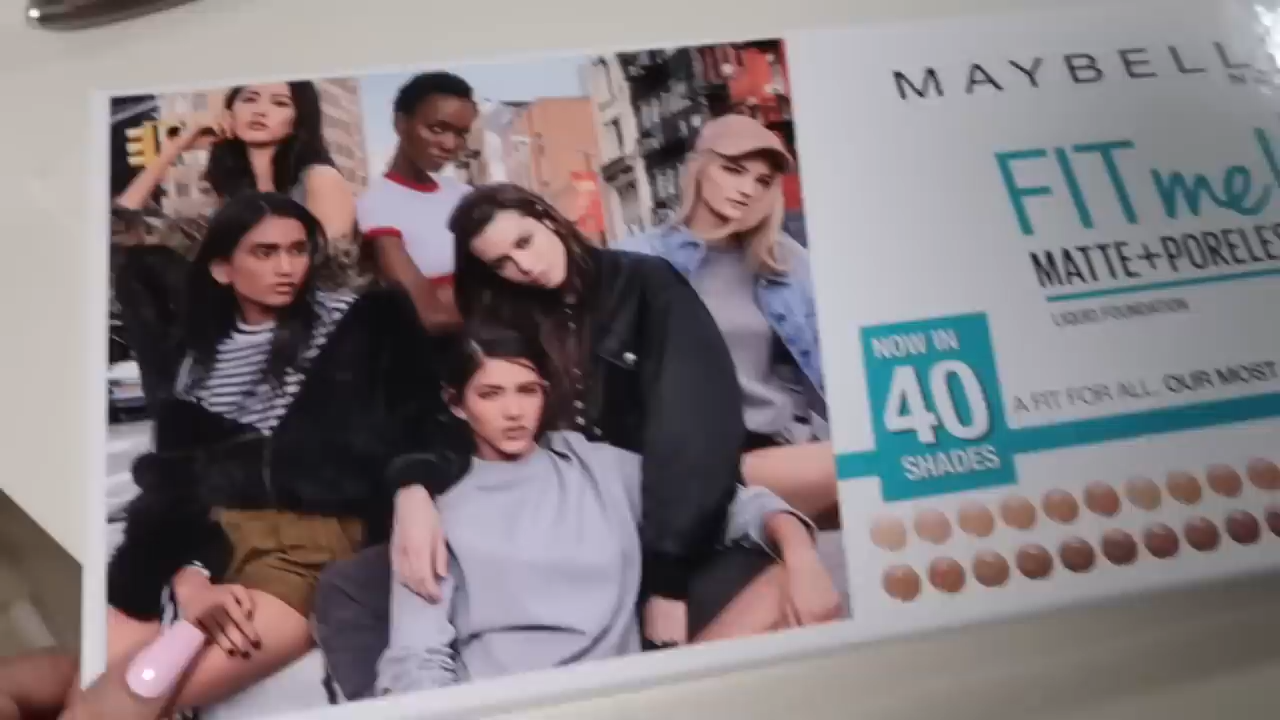 MAYBELL
FIT me!
MATTE+PORELES
LIQUID FOUNDATION
NOW IN
40
SHADES
A FIT FOR ALL. OUR MOST